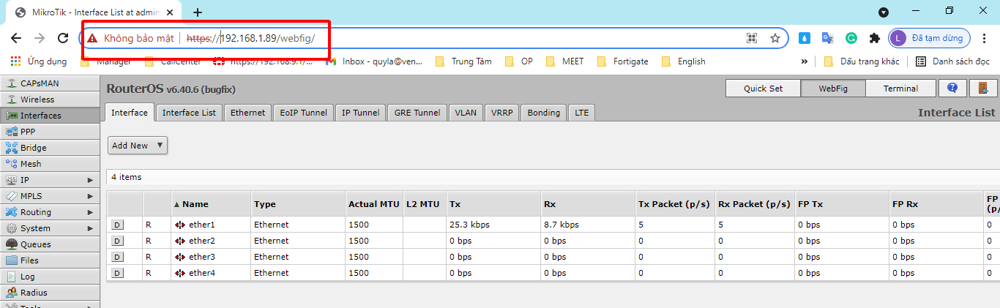 MikroTik - Interface List at admin
Không bảo mật https://192.168.1.89/webfig/
L Đã tạm dừng
Ứng dụng Manager CallCenter https://192.168.9.1/... Inbox - quyla@ven... Trung Tâm OP MEET Fortigate English » Dấu trang khác Danh sách đọc
CAPsMAN
Wireless
Interfaces
PPP
Bridge
Mesh
IP
MPLS
Routing
System
Queues
Files
Log
Radius
Tools
RouterOS v6.40.6 (bugfix)
Quick Set WebFig Terminal
Interface Interface List Ethernet EoIP Tunnel IP Tunnel GRE Tunnel VLAN VRRP Bonding LTE
Interface List
Add New
4 items
Name Type Actual MTU L2 MTU Tx Rx Tx Packet (p/s) Rx Packet (p/s) FP Tx FP Rx FP
(p/
D R ether1 Ethernet 1500 25.3 kbps 8.7 kbps 5 5 0 bps 0 bps 0
D R ether2 Ethernet 1500 0 bps 0 bps 0 0 0 bps 0 bps 0
D R ether3 Ethernet 1500 0 bps 0 bps 0 0 0 bps 0 bps 0
D R ether4 Ethernet 1500 0 bps 0 bps 0 0 0 bps 0 bps 0